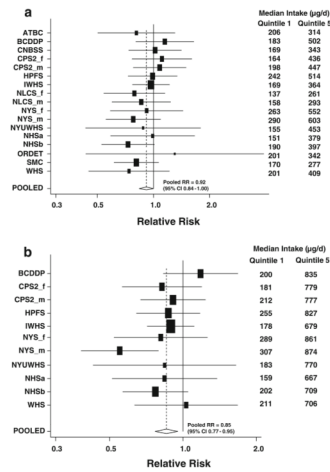 a
Median Intake (µg/d)
Quintile 1 Quintile 5
ATBC 206 314
BCDDP 183 502
CNBSS 169 343
CPS2_f 164 436
CPS2_m 198 447
HPFS 242 514
IWHS 169 364
NLCS_f 137 261
NLCS_m 158 293
NYS_f 263 552
NYS_m 290 603
NYUWHS 155 453
NHSa 151 379
NHSb 190 397
ORDET 201 342
SMC 170 277
WHS 201 409
Pooled RR = 0.92
POOLED (95% CI 0.84 -1.00)
0.3 0.5 1.0 2.0
Relative Risk
b
Median Intake (µg/d)
Quintile 1 Quintile 5
BCDDP 200 835
CPS2_f 181 779
CPS2_m 212 777
HPFS 255 827
IWHS 178 679
NYS_f 289 861
NYS_m 307 874
NYUWHS 183 770
NHSa 159 667
NHSb 202 709
WHS 211 706
Pooled RR = 0.85
POOLED (95% CI 0.77 - 0.95)
0.3 0.5 1.0 2.0
Relative Risk